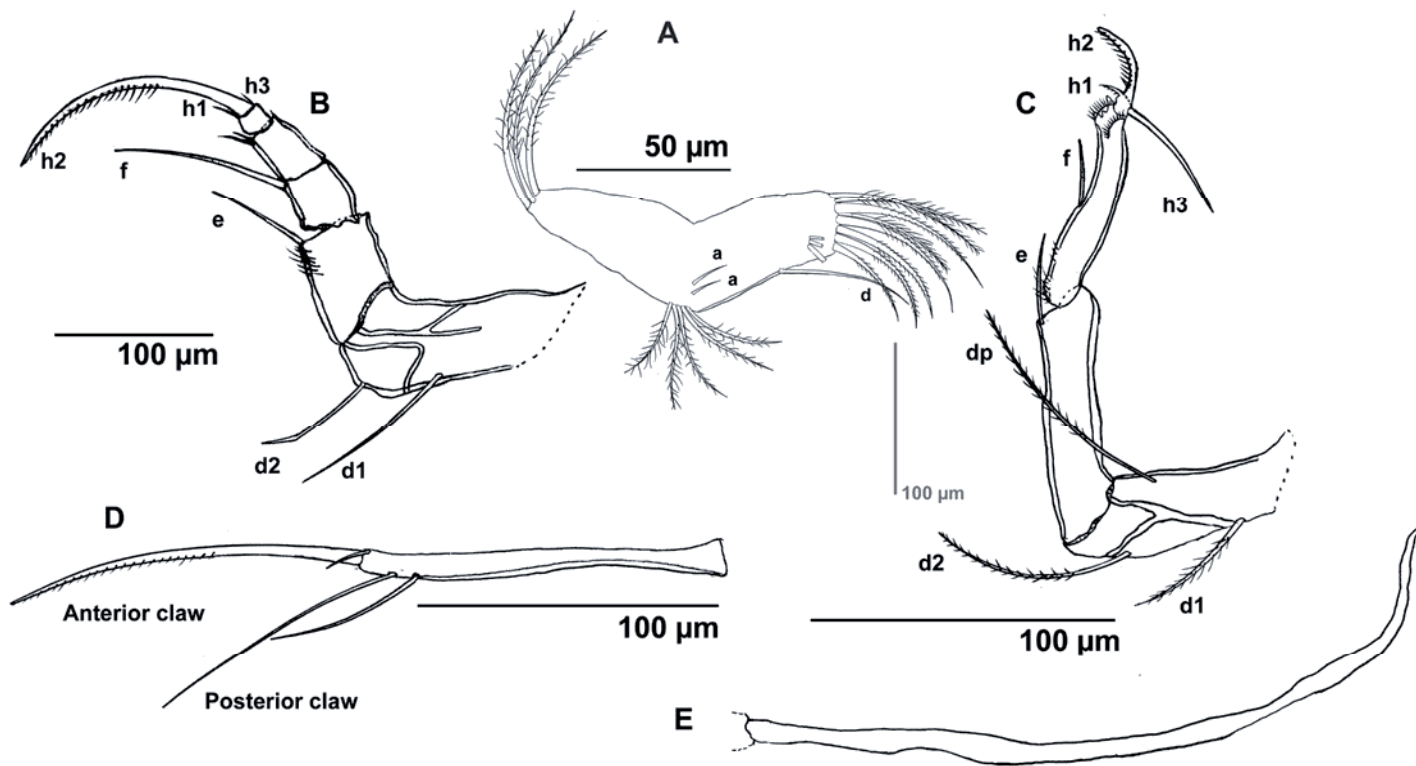 A
50 µm
a
a
d
100 µm
B
h3
h1
h2
f
e
100 µm
d2
d1
C
h2
h1
f
h3
e
dp
d2
d1
100 µm
D
Anterior claw
100 µm
Posterior claw
E